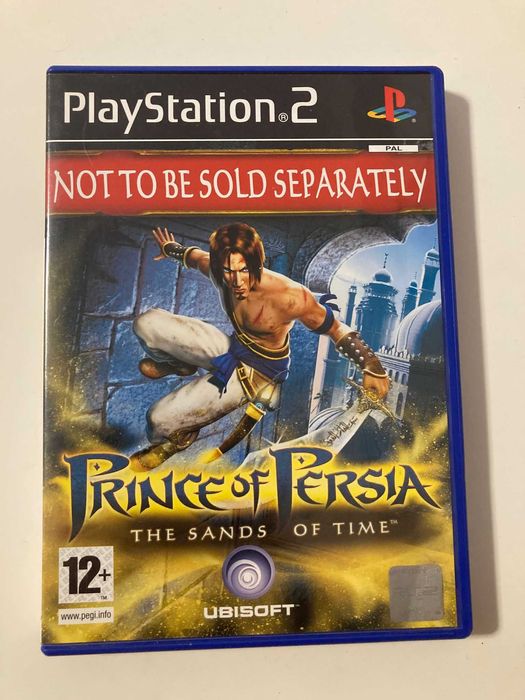 PlayStation®2
PAL
NOT TO BE SOLD SEPARATELY
PRINCE OF PERSIA
THE SANDS OF TIME™
12+
www.pegi.info
UBISOFT